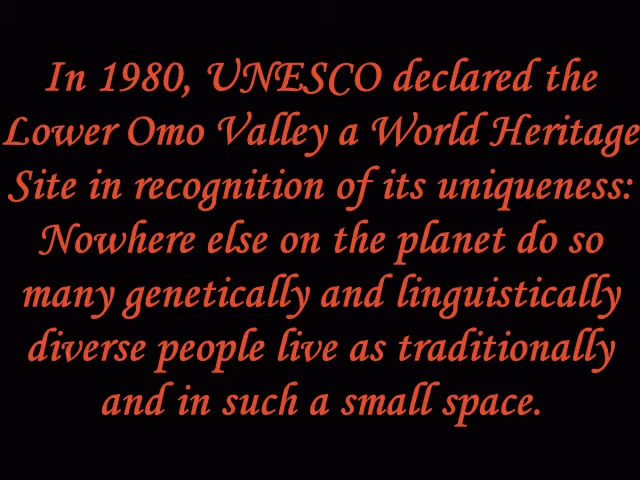 In 1980, UNESCO declared the
Lower Omo Valley a World Heritage
Site in recognition of its uniqueness:
Nowhere else on the planet do so
many genetically and linguistically
diverse people live as traditionally
and in such a small space.